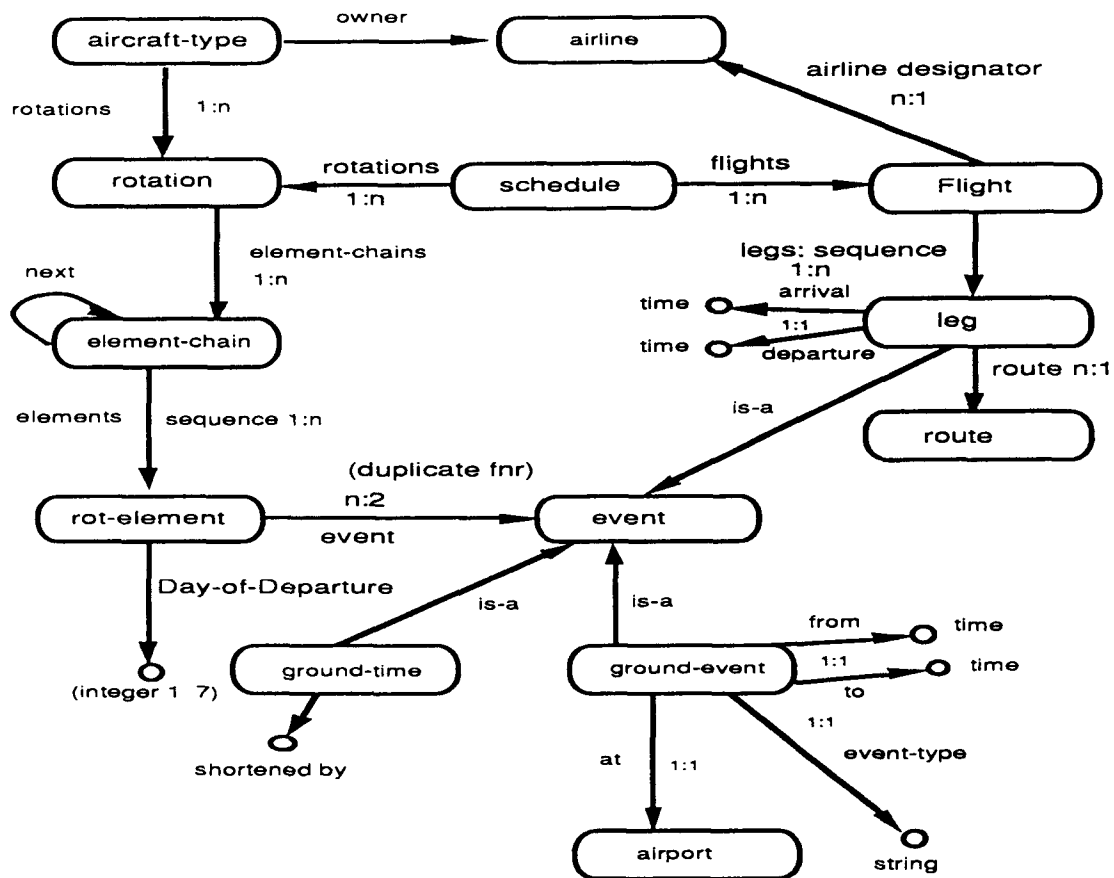 owner
aircraft-type
airline
airline designator
n:1
rotations
1:n
rotation
rotations
1:n
schedule
flights
1:n
Flight
element-chains
1:n
legs: sequence
1:n
next
time
arrival
leg
1:1
time
departure
element-chain
route n:1
elements
sequence 1:n
is-a
route
(duplicate fnr)
n:2
rot-element
event
event
Day-of-Departure
is-a
is-a
from
time
ground-time
ground-event
1:1
time
(integer 1 7)
to
1:1
shortened by
at
1:1
event-type
airport
string